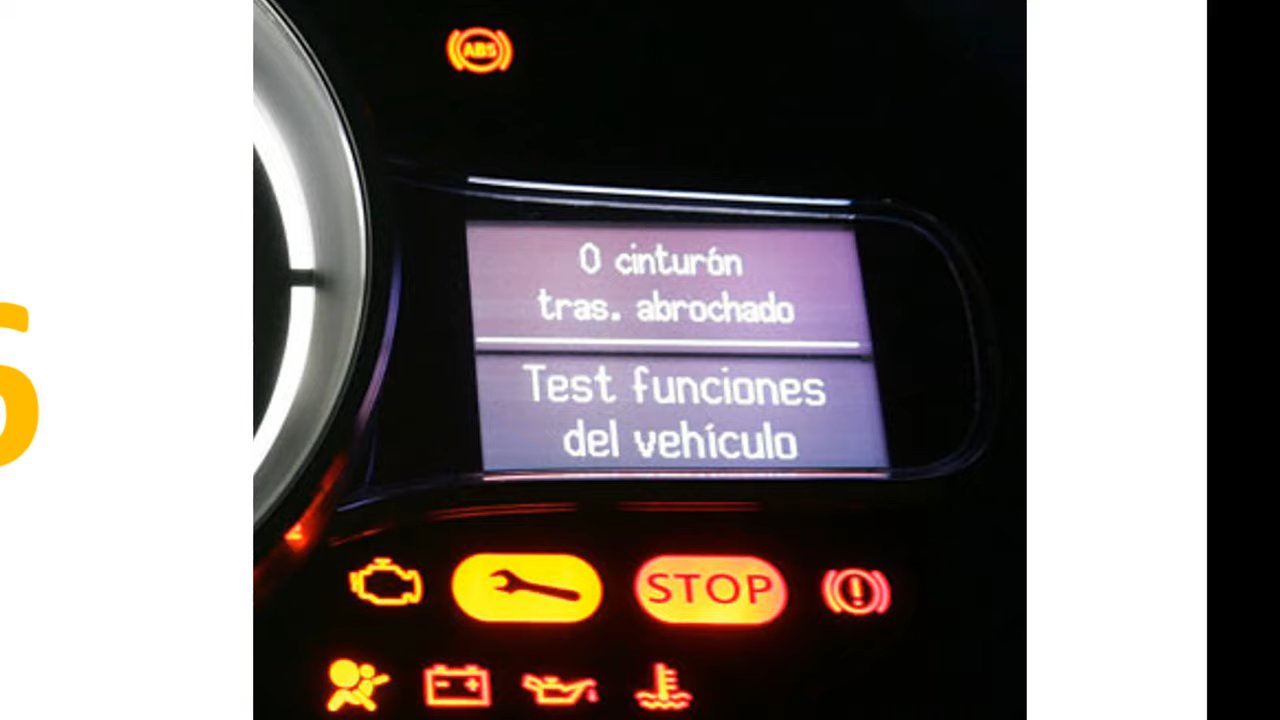 ABS
0 cinturón
tras. abrochado
Test funciones
del vehículo
STOP